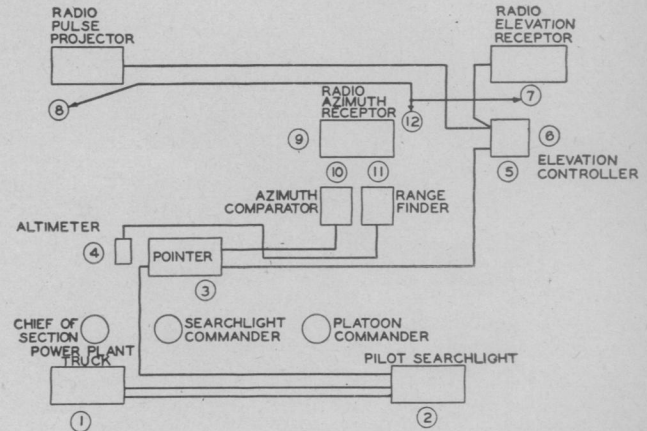 RADIO
PULSE
PROJECTOR
RADIO
ELEVATION
RECEPTOR
8
7
RADIO
AZIMUTH
RECEPTOR
12
9
6
5
ELEVATION
CONTROLLER
10
11
AZIMUTH
COMPARATOR
RANGE
FINDER
ALTIMETER
4
POINTER
3
CHIEF OF
SECTION
SEARCHLIGHT
COMMANDER
PLATOON
COMMANDER
POWER PLANT
TRUCK
PILOT SEARCHLIGHT
1
2